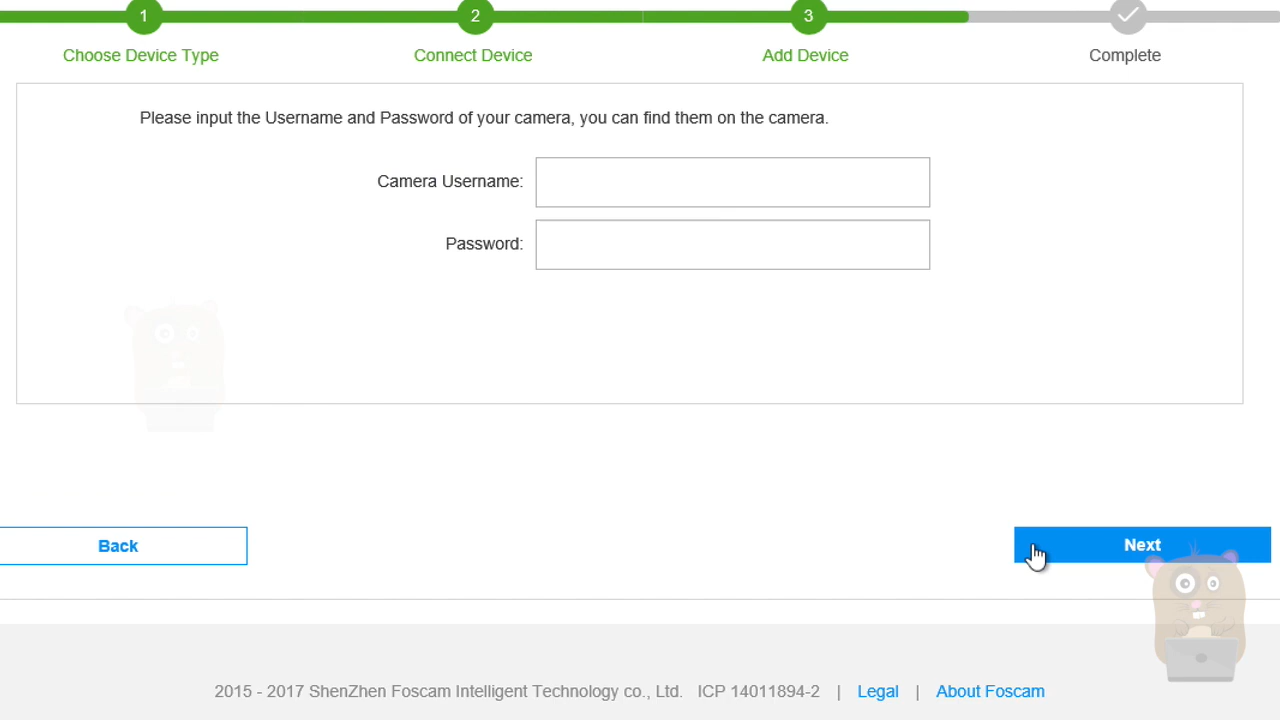 1 2 3
Choose Device Type Connect Device Add Device Complete
Please input the Username and Password of your camera, you can find them on the camera.
Camera Username:
Password:
Back Next
2015 - 2017 ShenZhen Foscam Intelligent Technology co., Ltd. ICP 14011894-2 | Legal | About Foscam